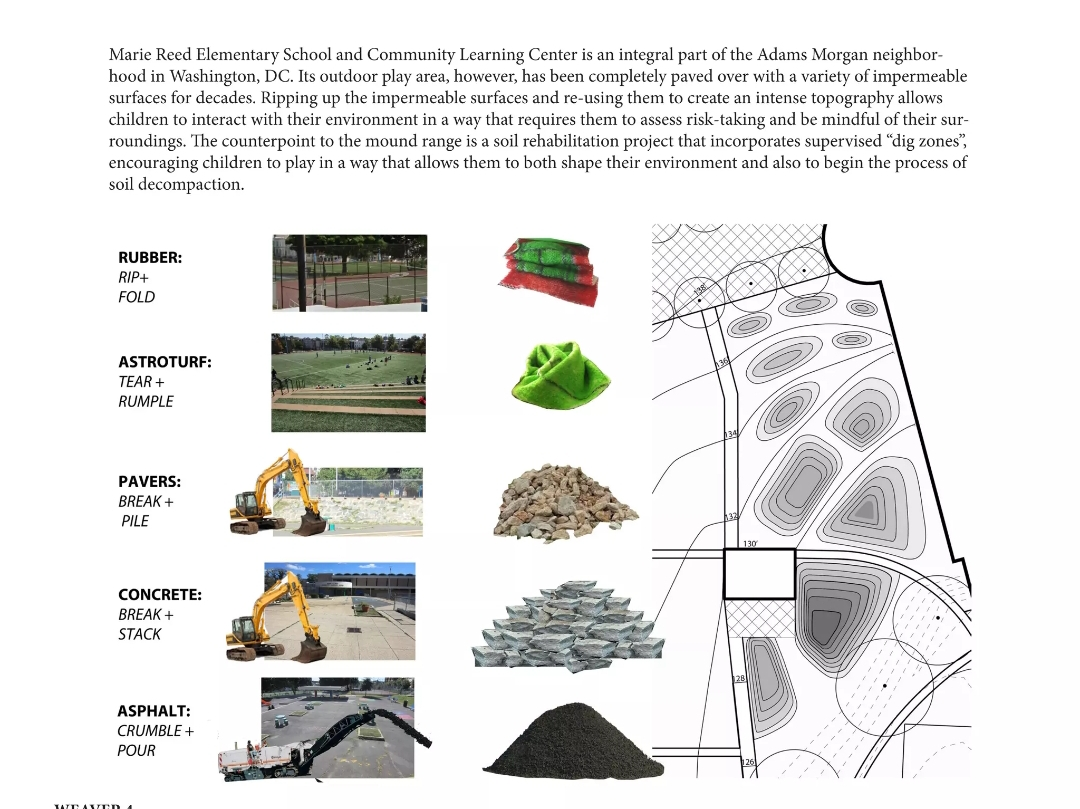 Marie Reed Elementary School and Community Learning Center is an integral part of the Adams Morgan neighbor-
hood in Washington, DC. Its outdoor play area, however, has been completely paved over with a variety of impermeable
surfaces for decades. Ripping up the impermeable surfaces and re-using them to create an intense topography allows
children to interact with their environment in a way that requires them to assess risk-taking and be mindful of their sur-
roundings. The counterpoint to the mound range is a soil rehabilitation project that incorporates supervised “dig zones”,
encouraging children to play in a way that allows them to both shape their environment and also to begin the process of
soil decompaction.
RUBBER:
RIP+
FOLD
ASTROTURF:
TEAR +
RUMPLE
PAVERS:
BREAK +
PILE
CONCRETE:
BREAK +
STACK
ASPHALT:
CRUMBLE +
POUR
138'
136'
134'
132'
130'
128'
126'
WEAVER 4